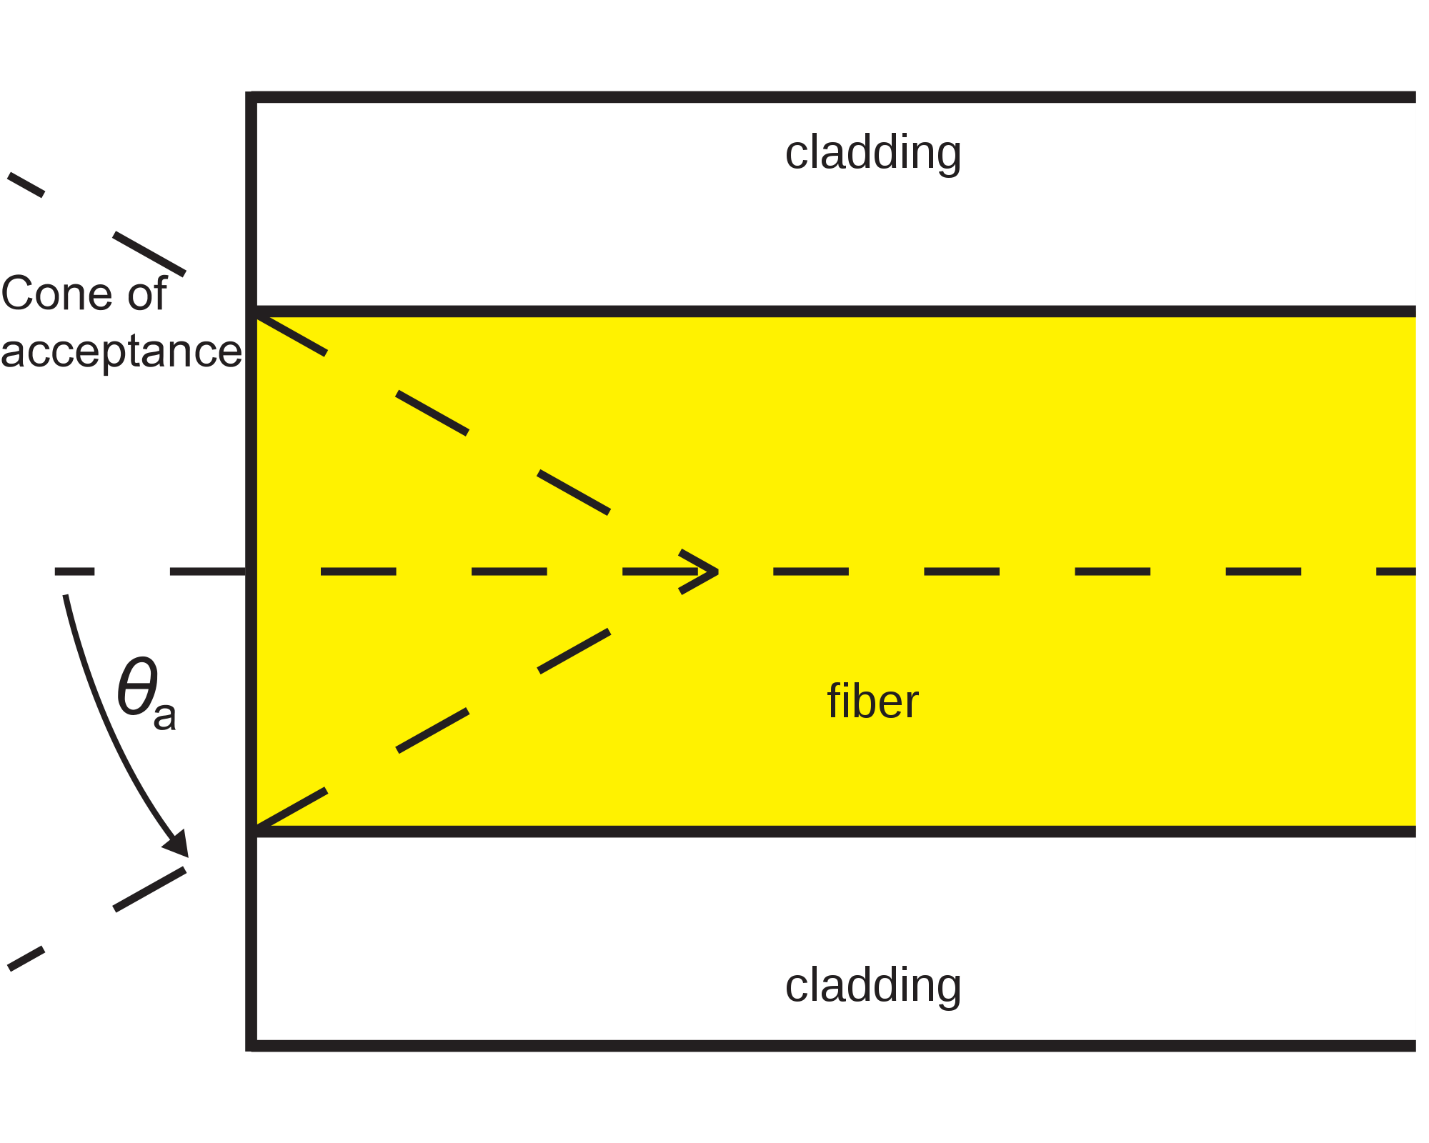 cladding
Cone of
acceptance
θa
fiber
cladding